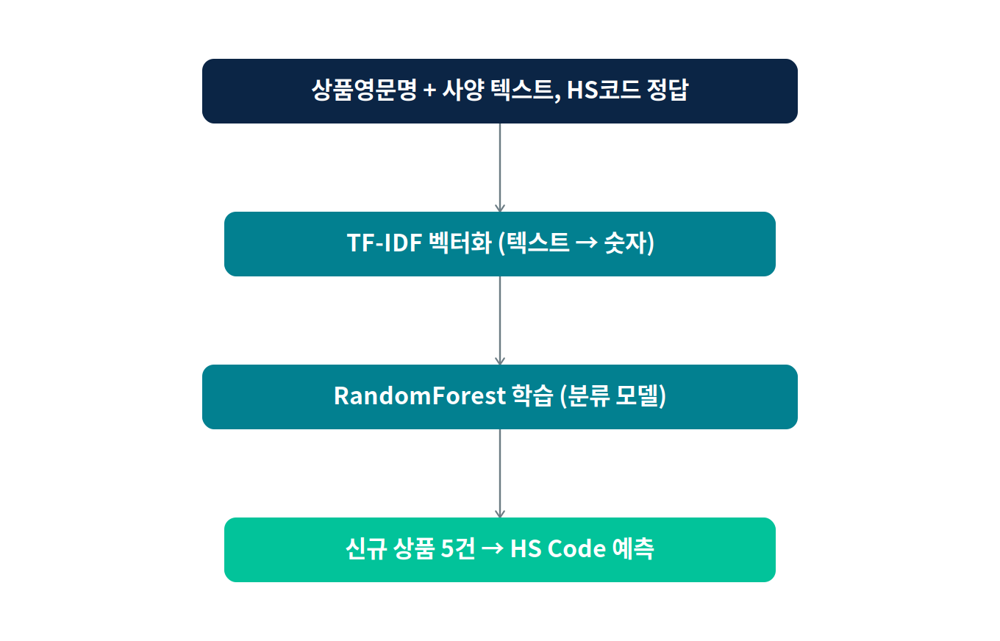 상품영문명 + 사양 텍스트, HS코드 정답
TF-IDF 벡터화 (텍스트 → 숫자)
RandomForest 학습 (분류 모델)
신규 상품 5건 → HS Code 예측